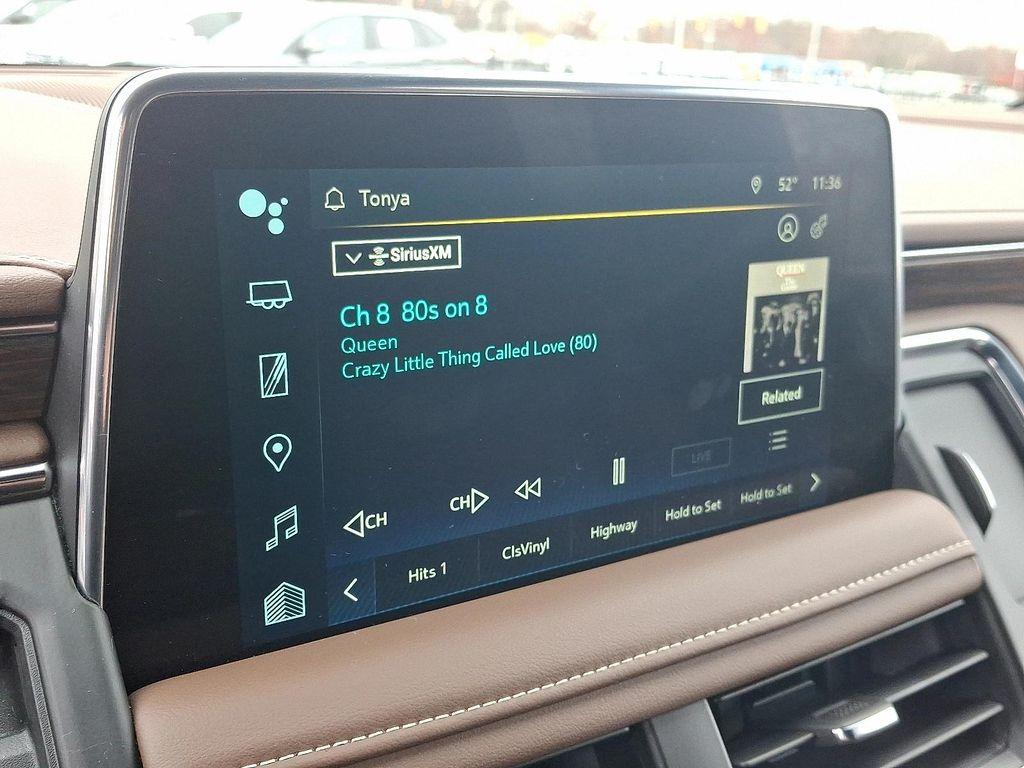 Tonya
52° 11:36
SiriusXM
Ch 8 80s on 8
Queen
Crazy Little Thing Called Love (80)
QUEEN
Related
LIVE
CH
CH
Hits 1
ClsVinyl
Highway
Hold to Set
Hold to Set